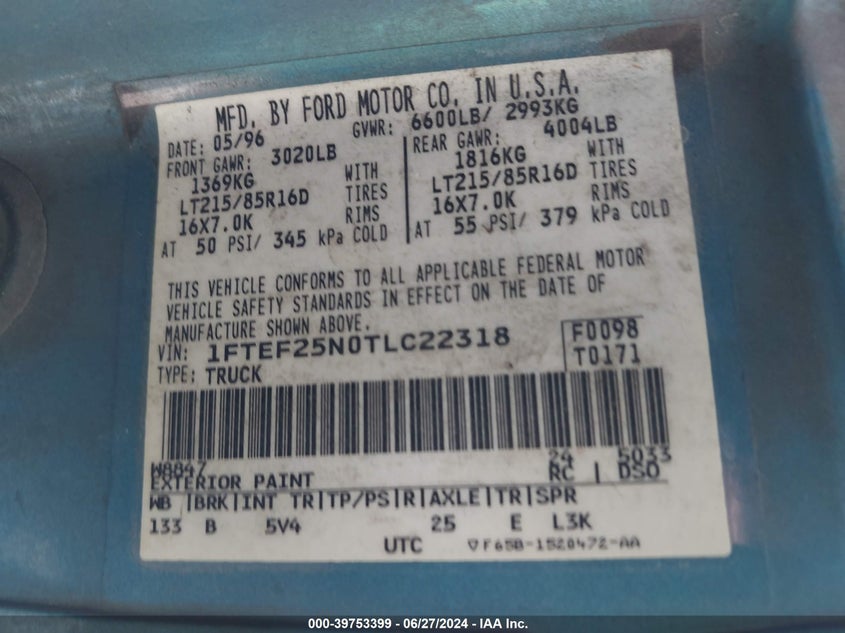 MFD. BY FORD MOTOR CO. IN U.S.A.
DATE: 05/96 GVWR: 6600LB/ 2993KG
FRONT GAWR: 3020LB REAR GAWR: 4004LB
1369KG WITH 1816KG WITH
LT215/85R16D TIRES LT215/85R16D TIRES
16X7.0K RIMS 16X7.0K RIMS
AT 50 PSI/ 345 kPa COLD AT 55 PSI/ 379 kPa COLD
THIS VEHICLE CONFORMS TO ALL APPLICABLE FEDERAL MOTOR
VEHICLE SAFETY STANDARDS IN EFFECT ON THE DATE OF
MANUFACTURE SHOWN ABOVE.
VIN: 1FTEF25N0TLC22318 F0098
TYPE: TRUCK T0171
W8847 24 5033
EXTERIOR PAINT RC | DSO
WB |BRK|INT TR|TP/PS|R|AXLE|TR|SPR
133 B 5V4 25 E L3K
UTC ▽F65B-1520472-AA
000-39753399 - 06/27/2024 - IAA Inc.